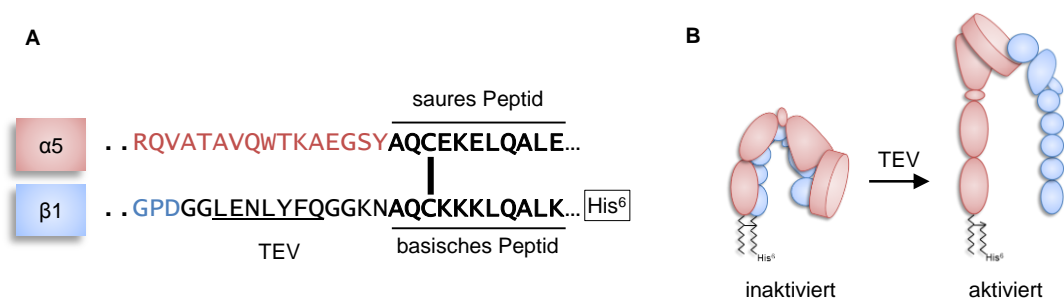 A
saures Peptid
α5
..RQVATAVQWTKAEGSYAQCEKELQALE...
β1
..GPDGGLENLYFQGGKNAQCKKKLQALK... His⁶
TEV
basisches Peptid
B
TEV
His⁶
His⁶
inaktiviert
aktiviert